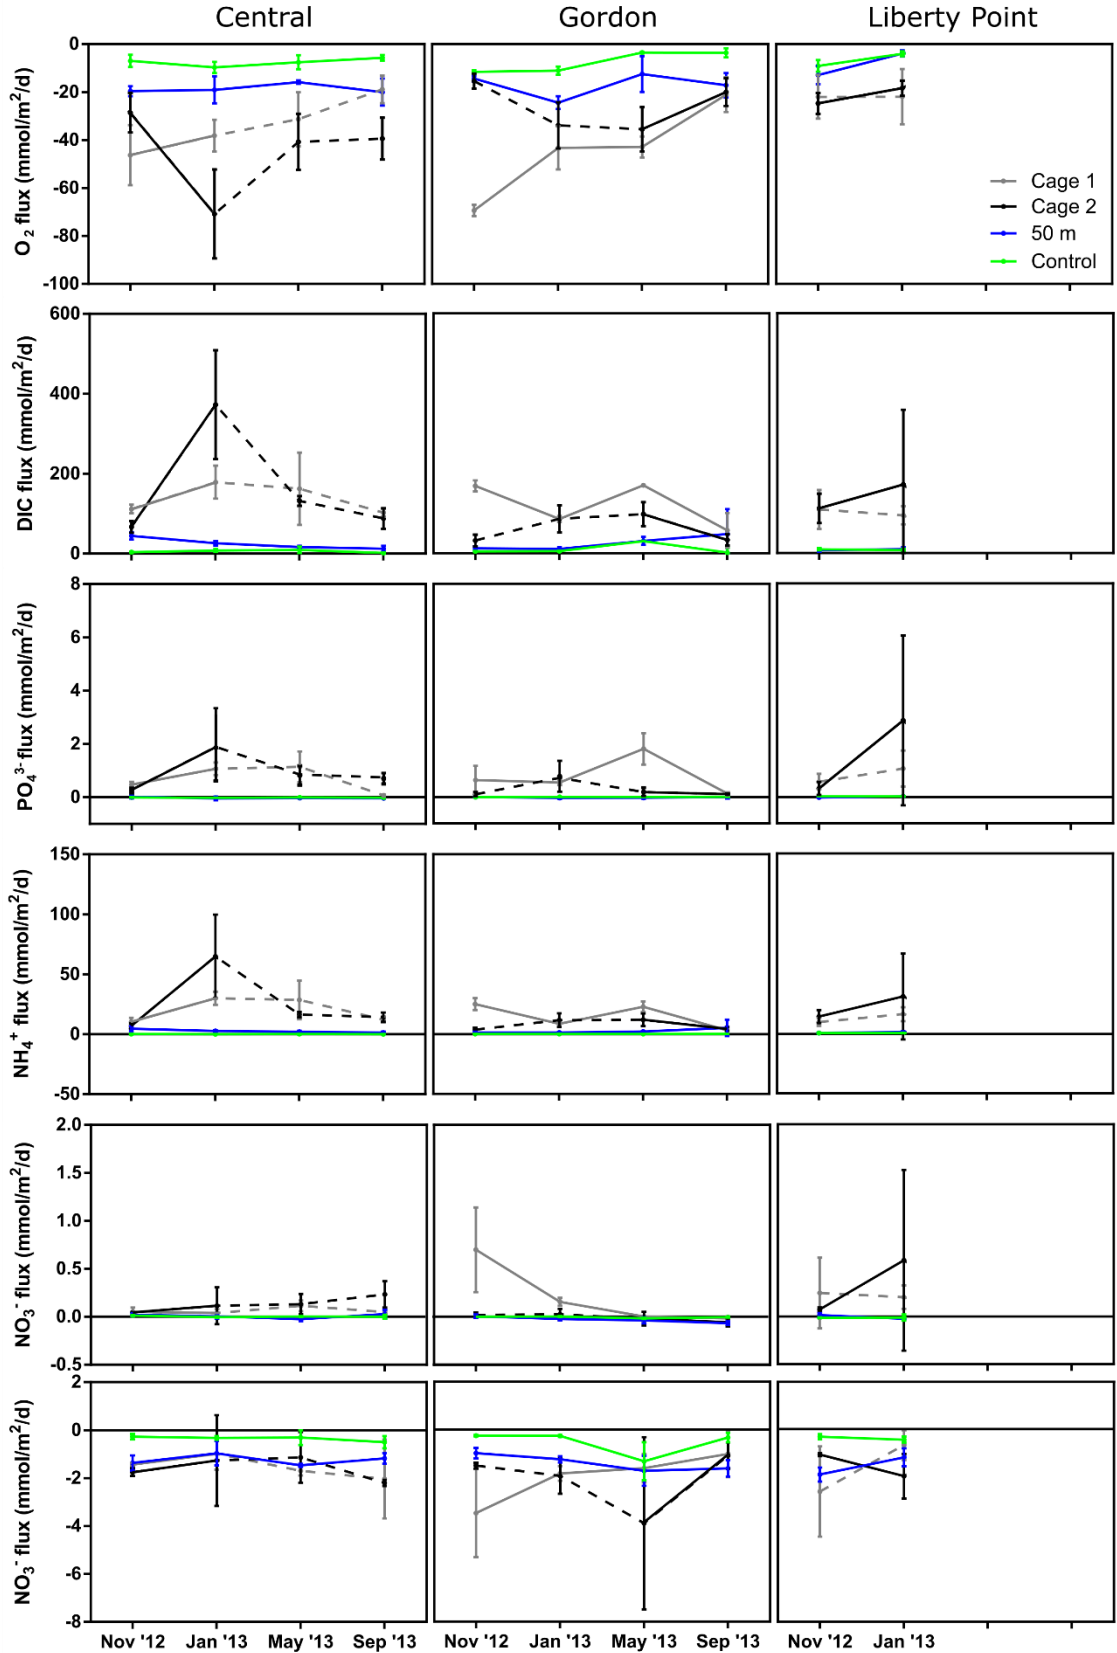 Central Gordon Liberty Point
O₂ flux (mmol/m²/d)
0
-20
-40
-60
-80
-100
Cage 1
Cage 2
50 m
Control
DIC flux (mmol/m²/d)
600
400
200
0
PO₄³⁻ flux (mmol/m²/d)
8
6
4
2
0
NH₄⁺ flux (mmol/m²/d)
150
100
50
0
-50
NO₃⁻ flux (mmol/m²/d)
2.0
1.5
1.0
0.5
0.0
-0.5
NO₃⁻ flux (mmol/m²/d)
2
0
-2
-4
-6
-8
Nov '12 Jan '13 May '13 Sep '13 Nov '12 Jan '13 May '13 Sep '13 Nov '12 Jan '13